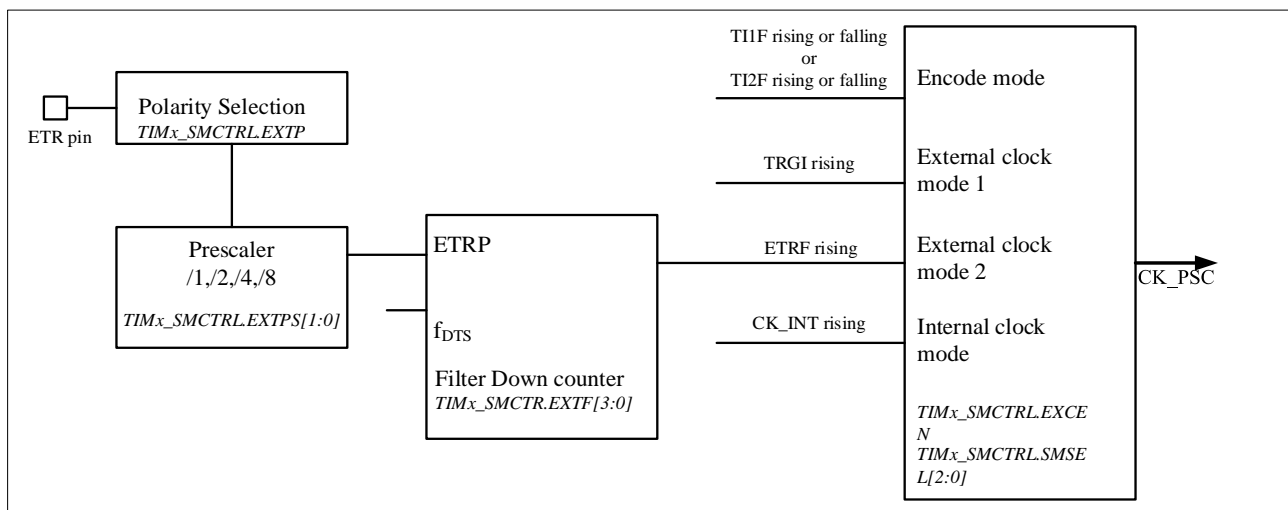 ETR pin
Polarity Selection
TIMx_SMCTRL.EXTP
Prescaler
/1,/2,/4,/8
TIMx_SMCTRL.EXTPS[1:0]
ETRP
fDTS
Filter Down counter
TIMx_SMCTR.EXTF[3:0]
TI1F rising or falling
or
TI2F rising or falling
TRGI rising
ETRF rising
CK_INT rising
Encode mode
External clock
mode 1
External clock
mode 2
Internal clock
mode
TIMx_SMCTRL.EXCE
N
TIMx_SMCTRL.SMSE
L[2:0]
CK_PSC